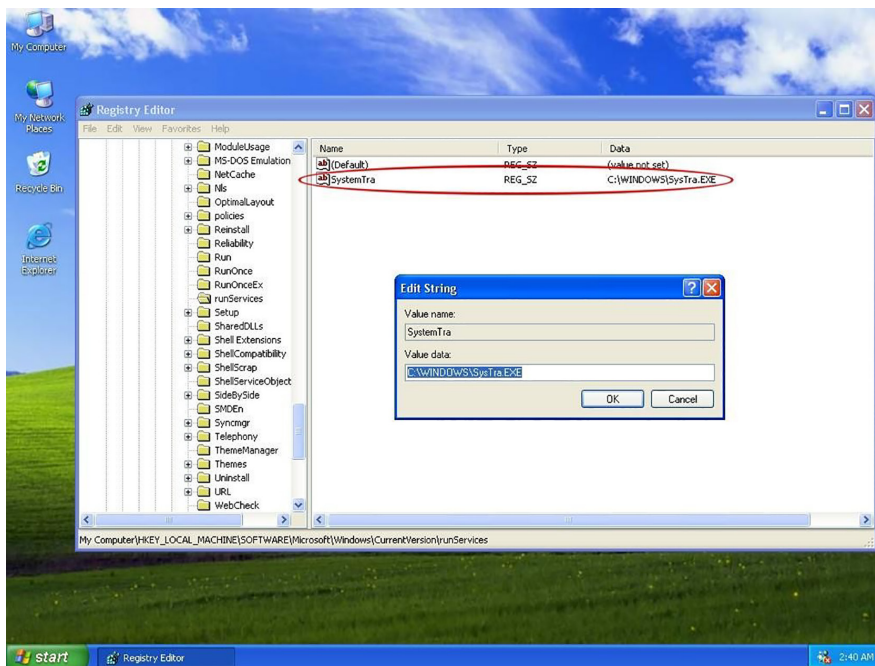 My Computer
My Network
Places
Recycle Bin
Internet
Explorer
Registry Editor
File Edit View Favorites Help
ModuleUsage
MS-DOS Emulation
NetCache
Nls
OptimalLayout
policies
Reinstall
Reliability
Run
RunOnce
RunOnceEx
runServices
Setup
SharedDLLs
Shell Extensions
ShellCompatibility
ShellScrap
ShellServiceObject
SideBySide
SMDEn
Syncmgr
Telephony
ThemeManager
Themes
Uninstall
URL
WebCheck
Name Type Data
ab (Default) REG_SZ (value not set)
ab SystemTra REG_SZ C:\WINDOWS\SysTra.EXE
Edit String
Value name:
SystemTra
Value data:
C:\WINDOWS\SysTra.EXE
OK Cancel
My Computer\HKEY_LOCAL_MACHINE\SOFTWARE\Microsoft\Windows\CurrentVersion\runServices
start Registry Editor 2:40 AM